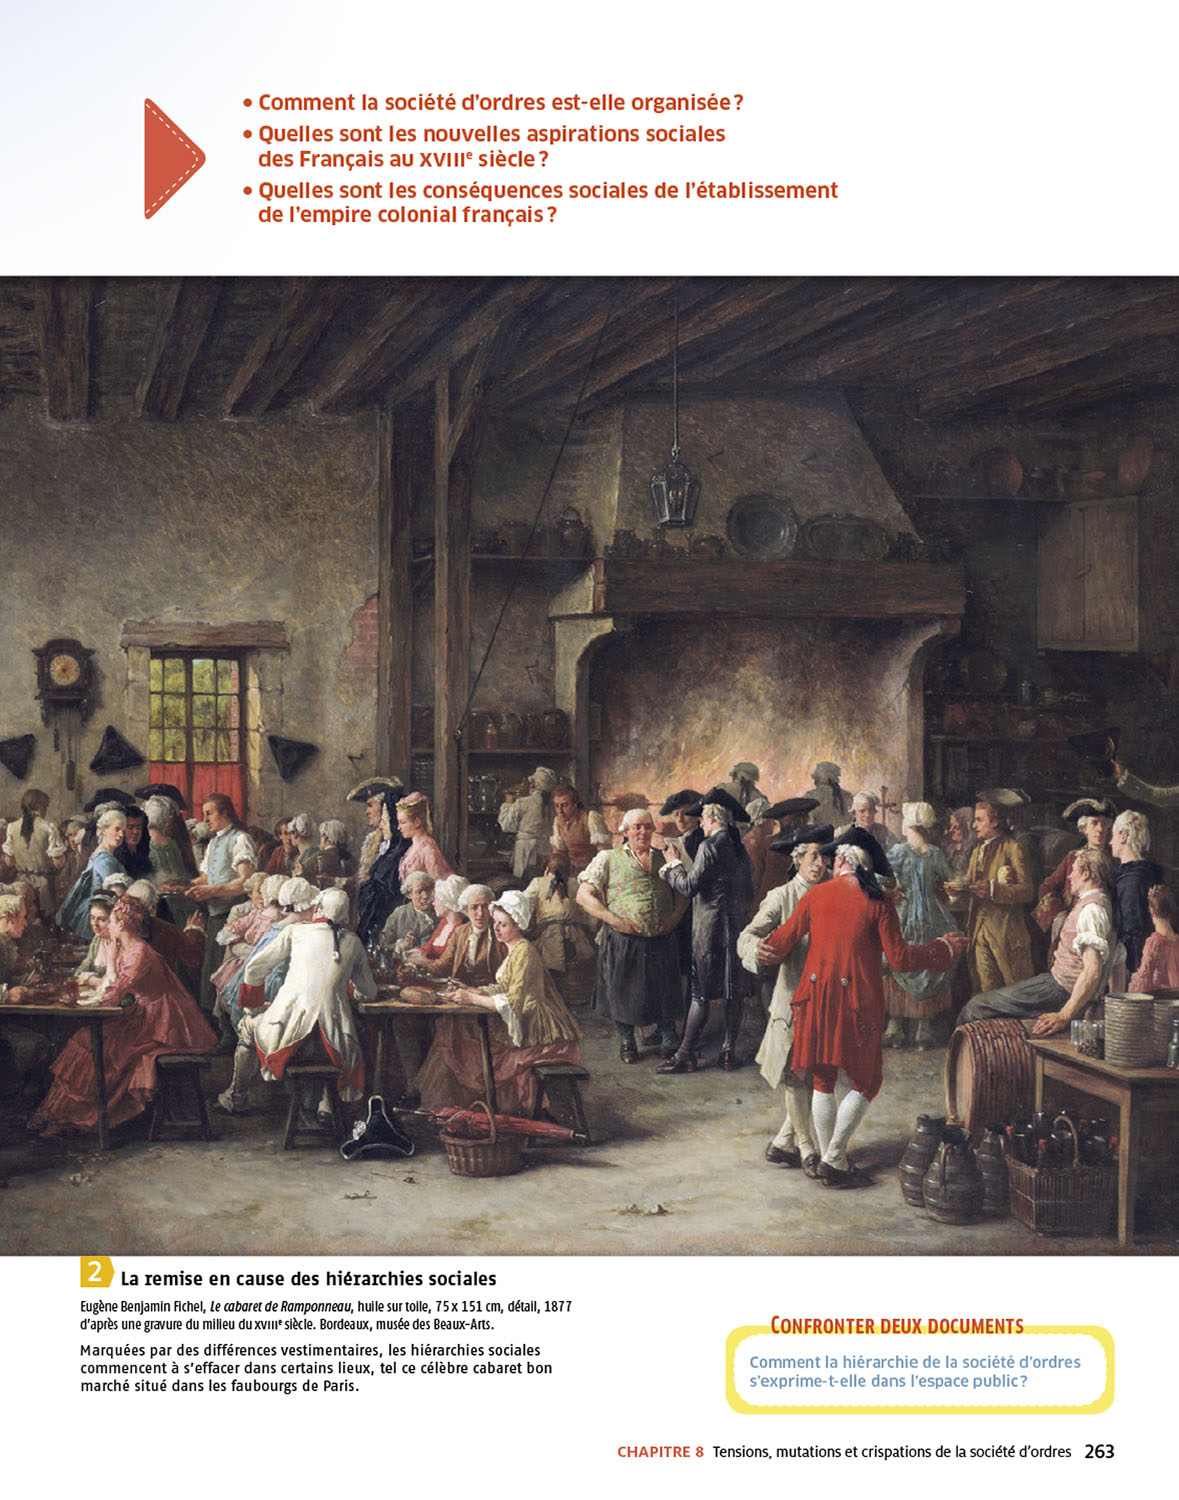 • Comment la société d’ordres est-elle organisée ?
• Quelles sont les nouvelles aspirations sociales
des Français au XVIIIe siècle ?
• Quelles sont les conséquences sociales de l’établissement
de l’empire colonial français ?
2 La remise en cause des hiérarchies sociales
Eugène Benjamin Fichel, Le cabaret de Ramponneau, huile sur toile, 75 x 151 cm, détail, 1877
d’après une gravure du milieu du XVIIIe siècle. Bordeaux, musée des Beaux-Arts.
Marquées par des différences vestimentaires, les hiérarchies sociales
commencent à s’effacer dans certains lieux, tel ce célèbre cabaret bon
marché situé dans les faubourgs de Paris.
CONFRONTER DEUX DOCUMENTS
Comment la hiérarchie de la société d’ordres
s’exprime-t-elle dans l’espace public ?
CHAPITRE 8 Tensions, mutations et crispations de la société d’ordres 263